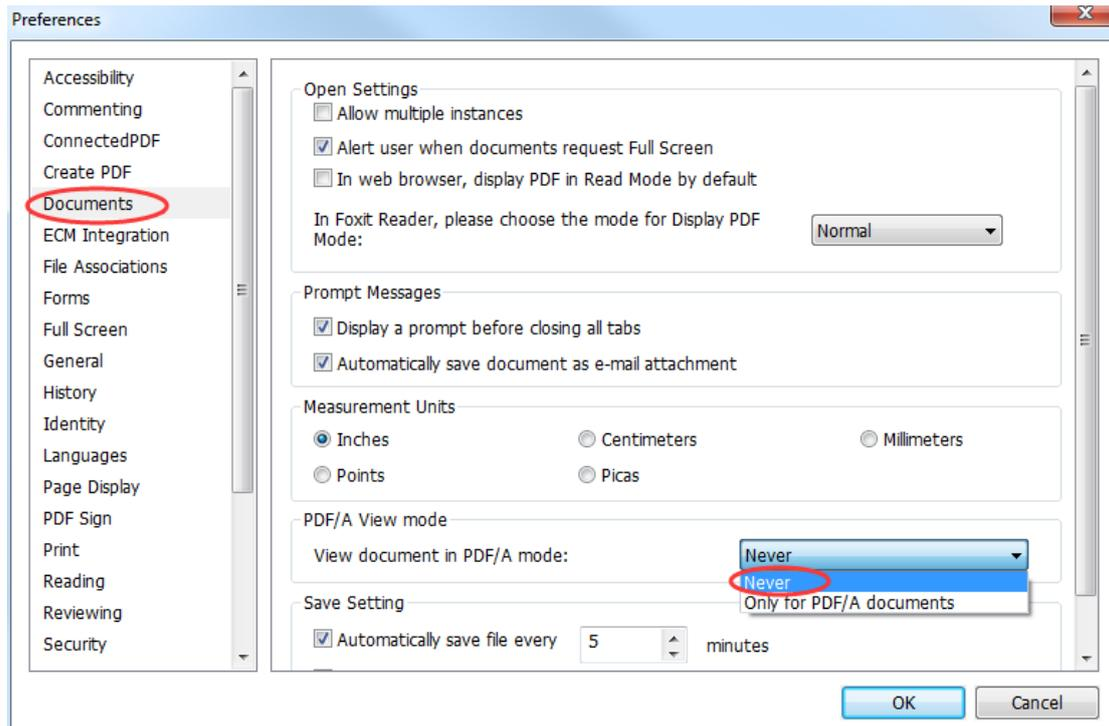 Preferences
Accessibility
Commenting
ConnectedPDF
Create PDF
Documents
ECM Integration
File Associations
Forms
Full Screen
General
History
Identity
Languages
Page Display
PDF Sign
Print
Reading
Reviewing
Security
Open Settings
Allow multiple instances
Alert user when documents request Full Screen
In web browser, display PDF in Read Mode by default
In Foxit Reader, please choose the mode for Display PDF
Mode:
Normal
Prompt Messages
Display a prompt before closing all tabs
Automatically save document as e-mail attachment
Measurement Units
Inches Centimeters Millimeters
Points Picas
PDF/A View mode
View document in PDF/A mode: Never
Never
Only for PDF/A documents
Save Setting
Automatically save file every 5 minutes
OK Cancel